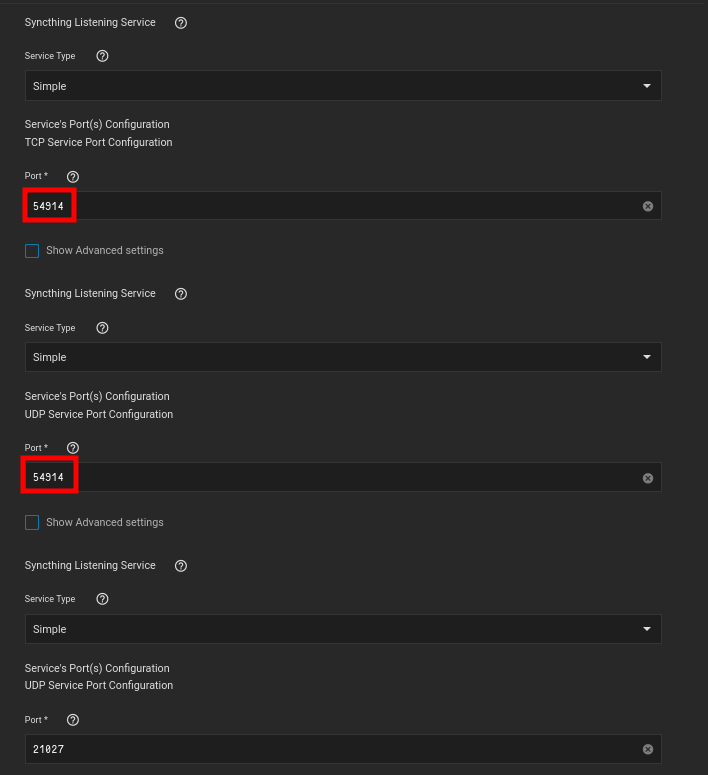 Syncthing Listening Service
Service Type
Simple
Service's Port(s) Configuration
TCP Service Port Configuration
Port *
54914
Show Advanced settings
Syncthing Listening Service
Service Type
Simple
Service's Port(s) Configuration
UDP Service Port Configuration
Port *
54914
Show Advanced settings
Syncthing Listening Service
Service Type
Simple
Service's Port(s) Configuration
UDP Service Port Configuration
Port *
21027